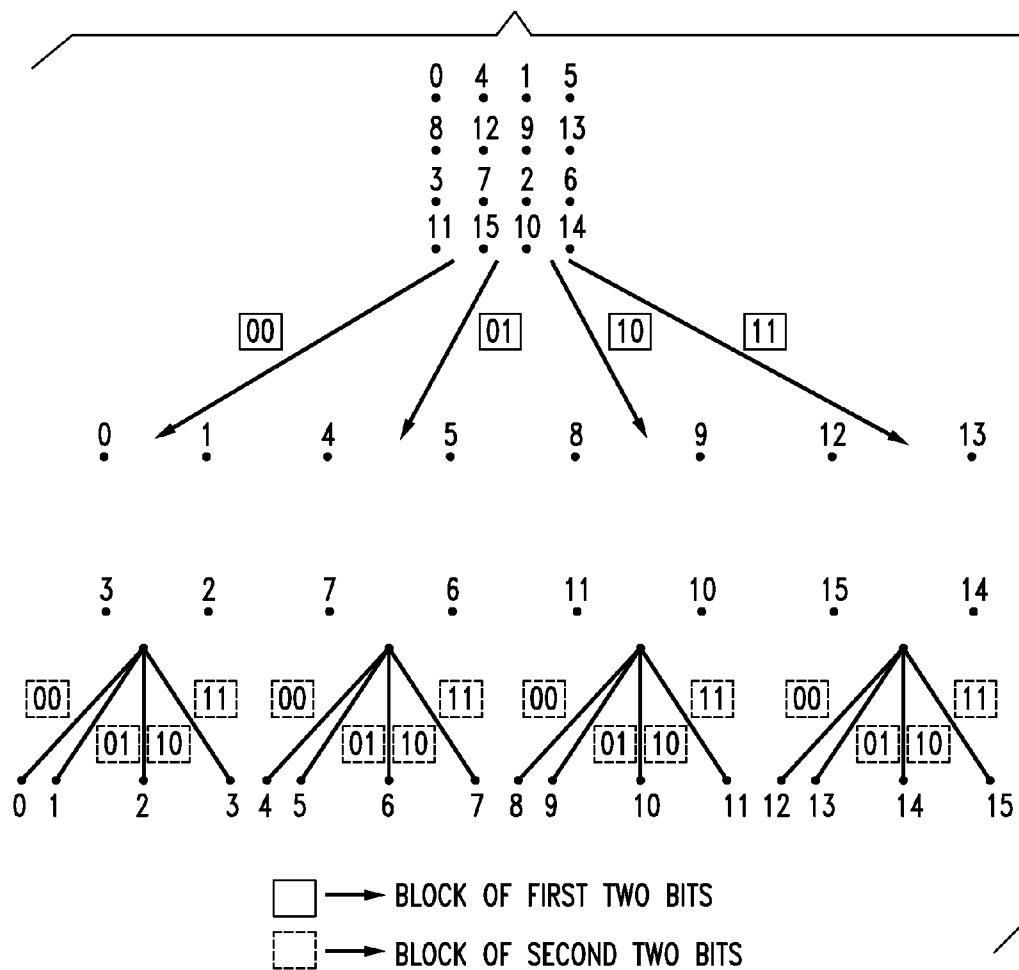 0 4 1 5
8 12 9 13
3 7 2 6
11 15 10 14
00 01 10 11
0 1 4 5 8 9 12 13
3 2 7 6 11 10 15 14
00 11 00 11 00 11 00 11
01 10 01 10 01 10 01 10
0 1 2 3 4 5 6 7 8 9 10 11 12 13 14 15
BLOCK OF FIRST TWO BITS
BLOCK OF SECOND TWO BITS